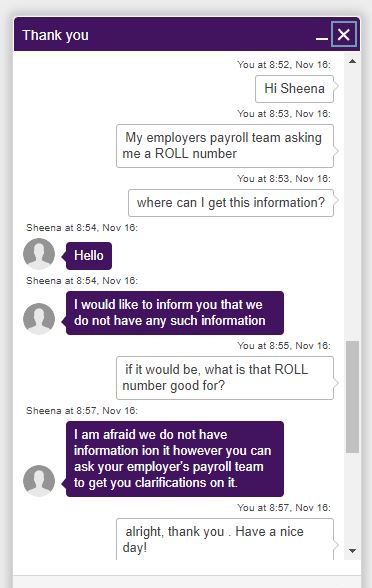 Thank you
You at 8:52, Nov 16:
Hi Sheena
You at 8:53, Nov 16:
My employers payroll team asking
me a ROLL number
You at 8:53, Nov 16:
where can I get this information?
Sheena at 8:54, Nov 16:
Hello
Sheena at 8:54, Nov 16:
I would like to inform you that we
do not have any such information
You at 8:55, Nov 16:
if it would be, what is that ROLL
number good for?
Sheena at 8:57, Nov 16:
I am afraid we do not have
information ion it however you can
ask your employer's payroll team
to get you clarifications on it.
You at 8:57, Nov 16:
alright, thank you . Have a nice
day!